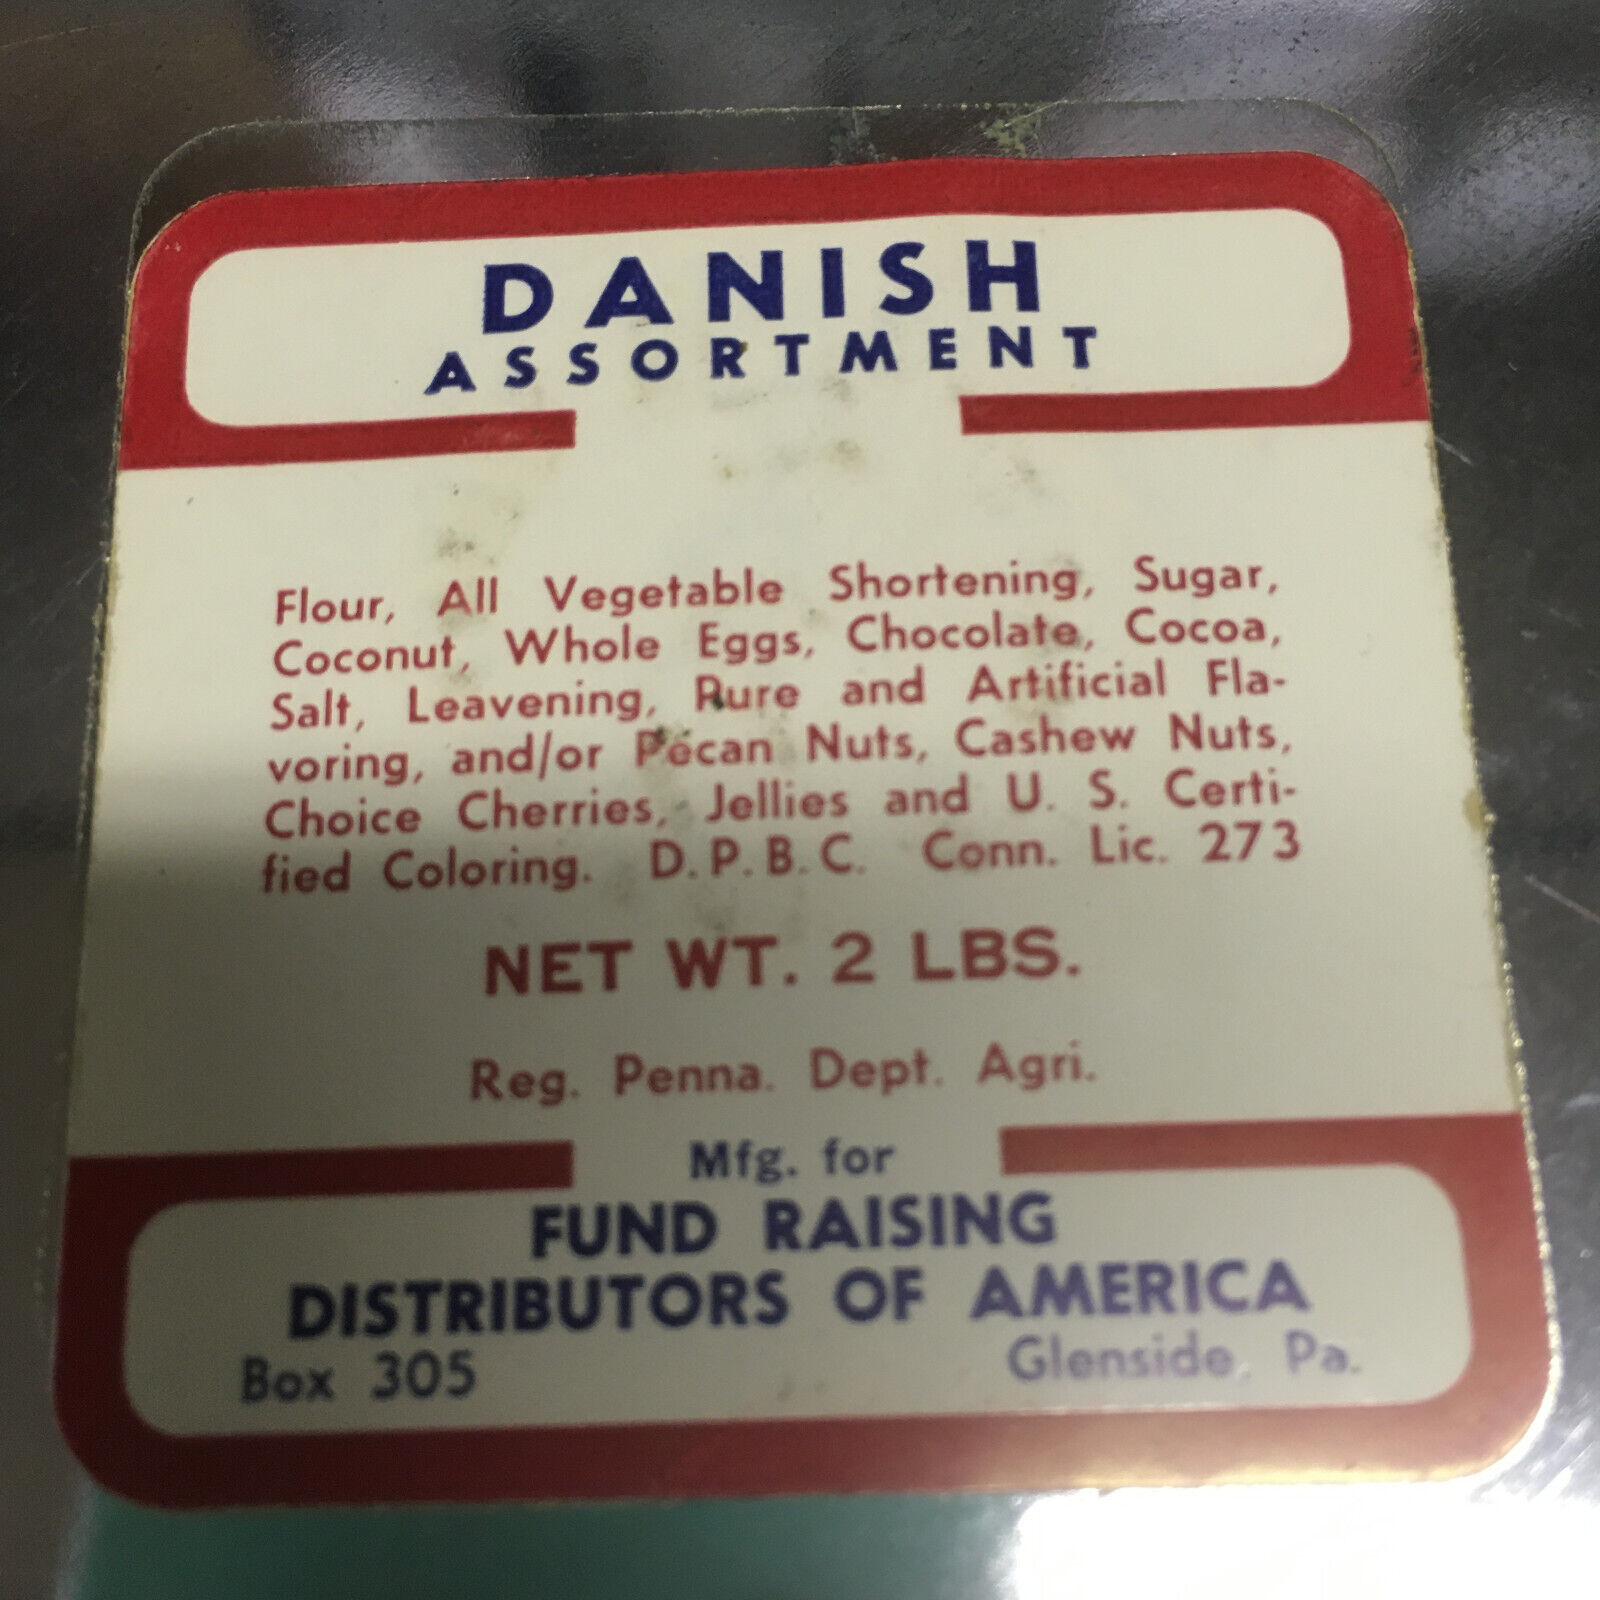 DANISH
ASSORTMENT
Flour, All Vegetable Shortening, Sugar,
Coconut, Whole Eggs, Chocolate, Cocoa,
Salt, Leavening, Pure and Artificial Fla-
voring, and/or Pecan Nuts, Cashew Nuts,
Choice Cherries, Jellies and U. S. Certi-
fied Coloring. D.P.B.C. Conn. Lic. 273
NET WT. 2 LBS.
Reg. Penna. Dept. Agri.
Mfg. for
FUND RAISING
DISTRIBUTORS OF AMERICA
Box 305 Glenside, Pa.